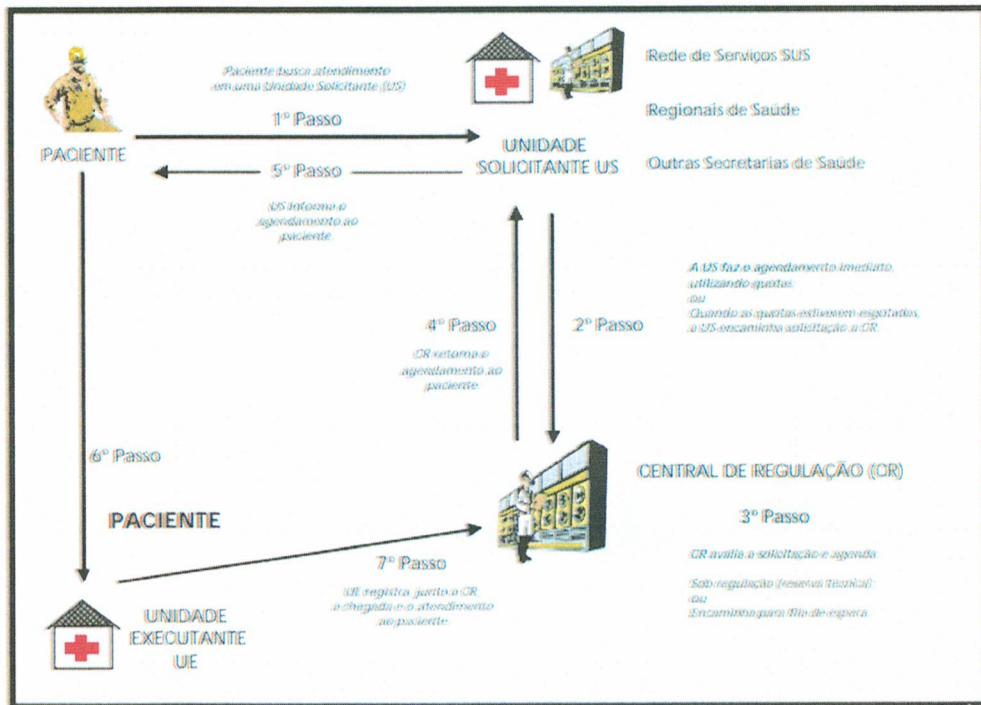 Paciente busca atendimento
em uma Unidade Solicitante (US)
1º Passo
PACIENTE
5º Passo
US informa o
agendamento ao
paciente
UNIDADE
SOLICITANTE US
Rede de Serviços SUS
Regionais de Saúde
Outras Secretarias de Saúde
4º Passo
CR retorna o
agendamento ao
paciente
2º Passo
A US faz o agendamento imediato,
utilizando quotas
ou
Quando as quotas estiverem esgotadas,
a US encaminha solicitação a CR
6º Passo
PACIENTE
CENTRAL DE REGULAÇÃO (CR)
3º Passo
CR avalia a solicitação e agenda
Sob regulação (reserva técnica)
ou
Encaminha para fila de espera
7º Passo
UE registra, junto a CR,
a chegada e o atendimento
ao paciente
UNIDADE
EXECUTANTE
UE